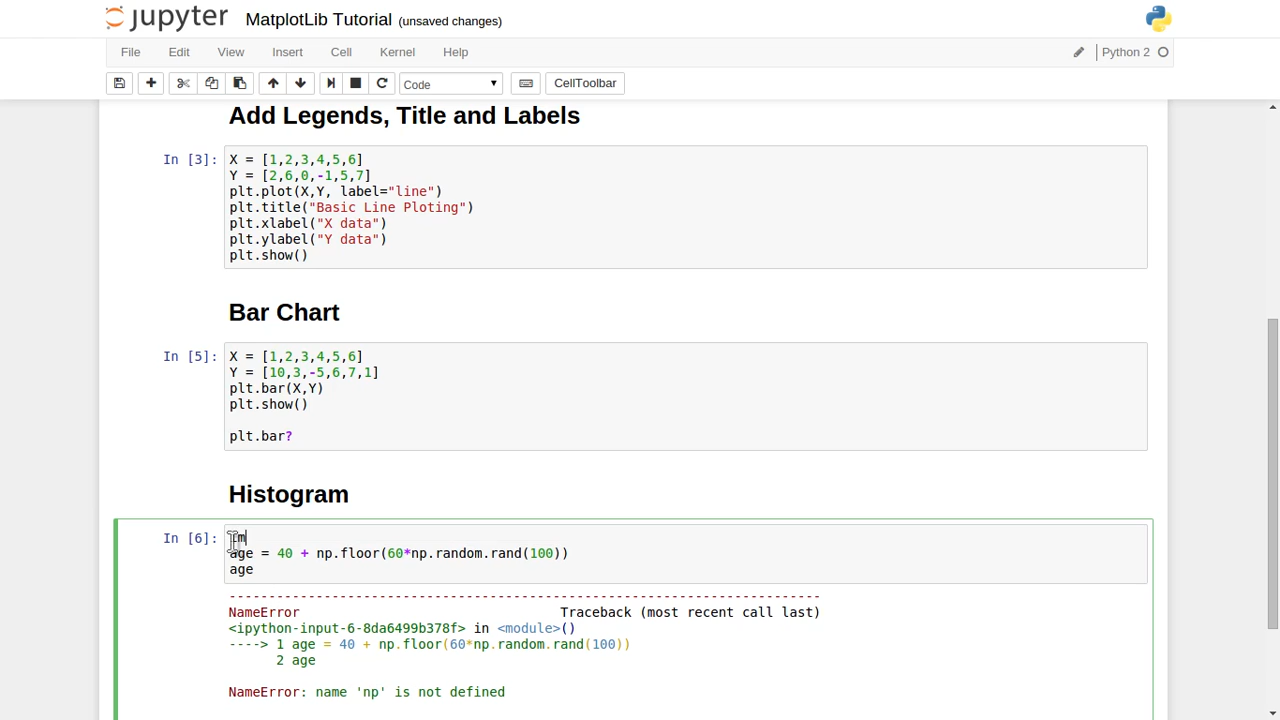 jupyter MatplotLib Tutorial (unsaved changes)
File Edit View Insert Cell Kernel Help Python 2
Code CellToolbar
Add Legends, Title and Labels
In [3]: X = [1,2,3,4,5,6]
Y = [2,6,0,-1,5,7]
plt.plot(X,Y, label="line")
plt.title("Basic Line Ploting")
plt.xlabel("X data")
plt.ylabel("Y data")
plt.show()
Bar Chart
In [5]: X = [1,2,3,4,5,6]
Y = [10,3,-5,6,7,1]
plt.bar(X,Y)
plt.show()
plt.bar?
Histogram
In [6]: im
age = 40 + np.floor(60*np.random.rand(100))
age
---------------------------------------------------------------------------
NameError Traceback (most recent call last)
<ipython-input-6-8da6499b378f> in <module>()
----> 1 age = 40 + np.floor(60*np.random.rand(100))
2 age
NameError: name 'np' is not defined